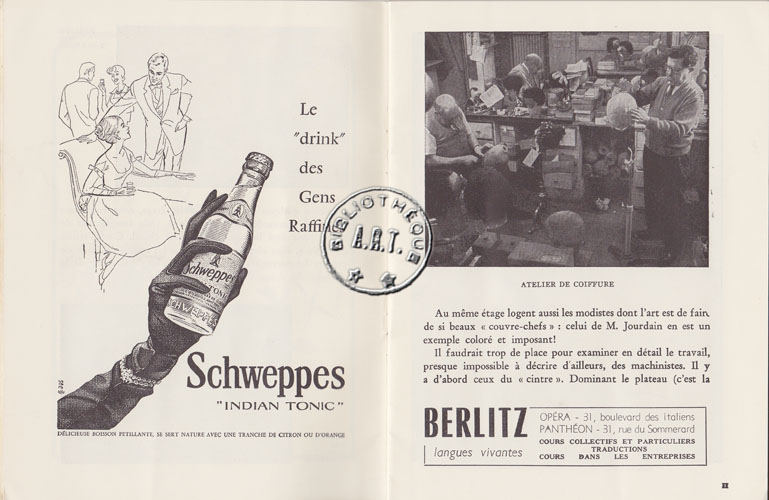 Le
"drink"
des
Gens
Raffinés
BIBLIOTHÈQUE
A.R.T.
Schweppes
TONIC
SCHWEPPES
Schweppes
"INDIAN TONIC"
DÉLICIEUSE BOISSON PETILLANTE, SE SERT NATURE AVEC UNE TRANCHE DE CITRON OU D'ORANGE
ATELIER DE COIFFURE
Au même étage logent aussi les modistes dont l'art est de fain.
de si beaux « couvre-chefs » : celui de M. Jourdain en est un
exemple coloré et imposant!
Il faudrait trop de place pour examiner en détail le travail,
presque impossible à décrire d'ailleurs, des machinistes. Il y
a d'abord ceux du « cintre ». Dominant le plateau (c'est la
BERLITZ
langues vivantes
OPÉRA - 31, boulevard des Italiens
PANTHÉON - 31, rue du Sommerard
COURS COLLECTIFS ET PARTICULIERS
TRADUCTIONS
COURS DANS LES ENTREPRISES